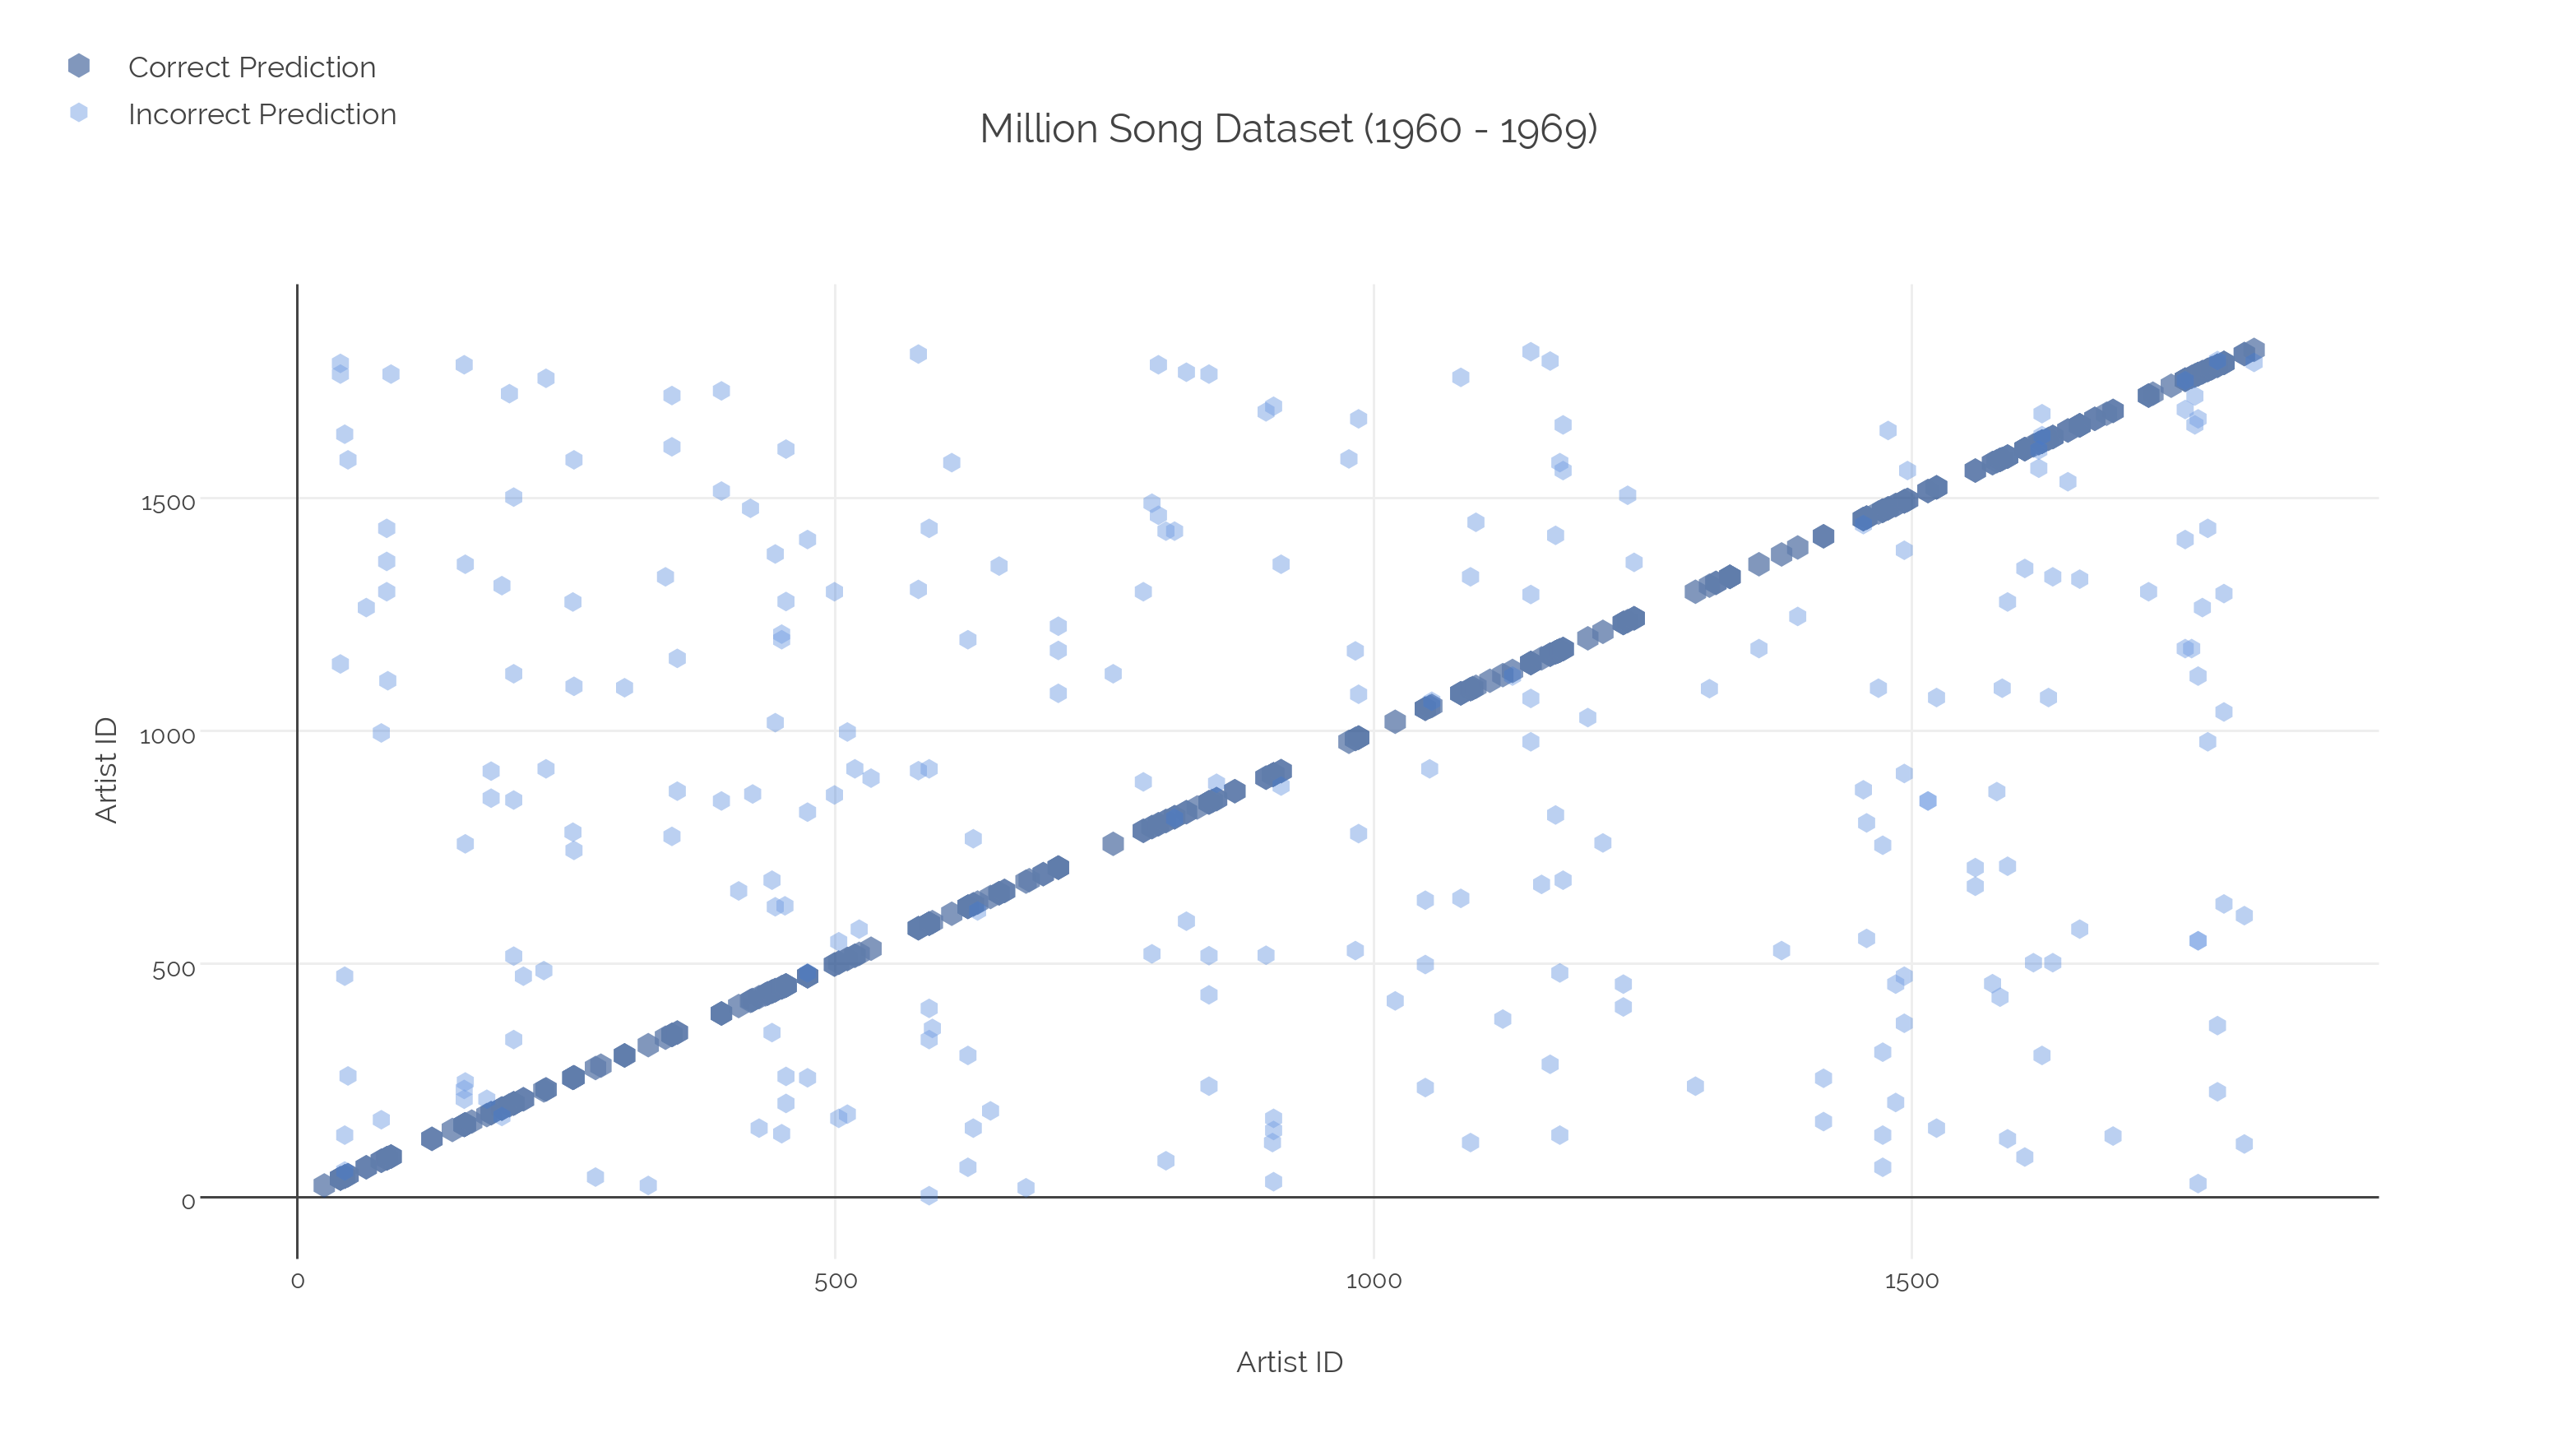 Correct Prediction
Incorrect Prediction
Million Song Dataset (1960 - 1969)
1500
1000
500
0
Artist ID
0 500 1000 1500
Artist ID